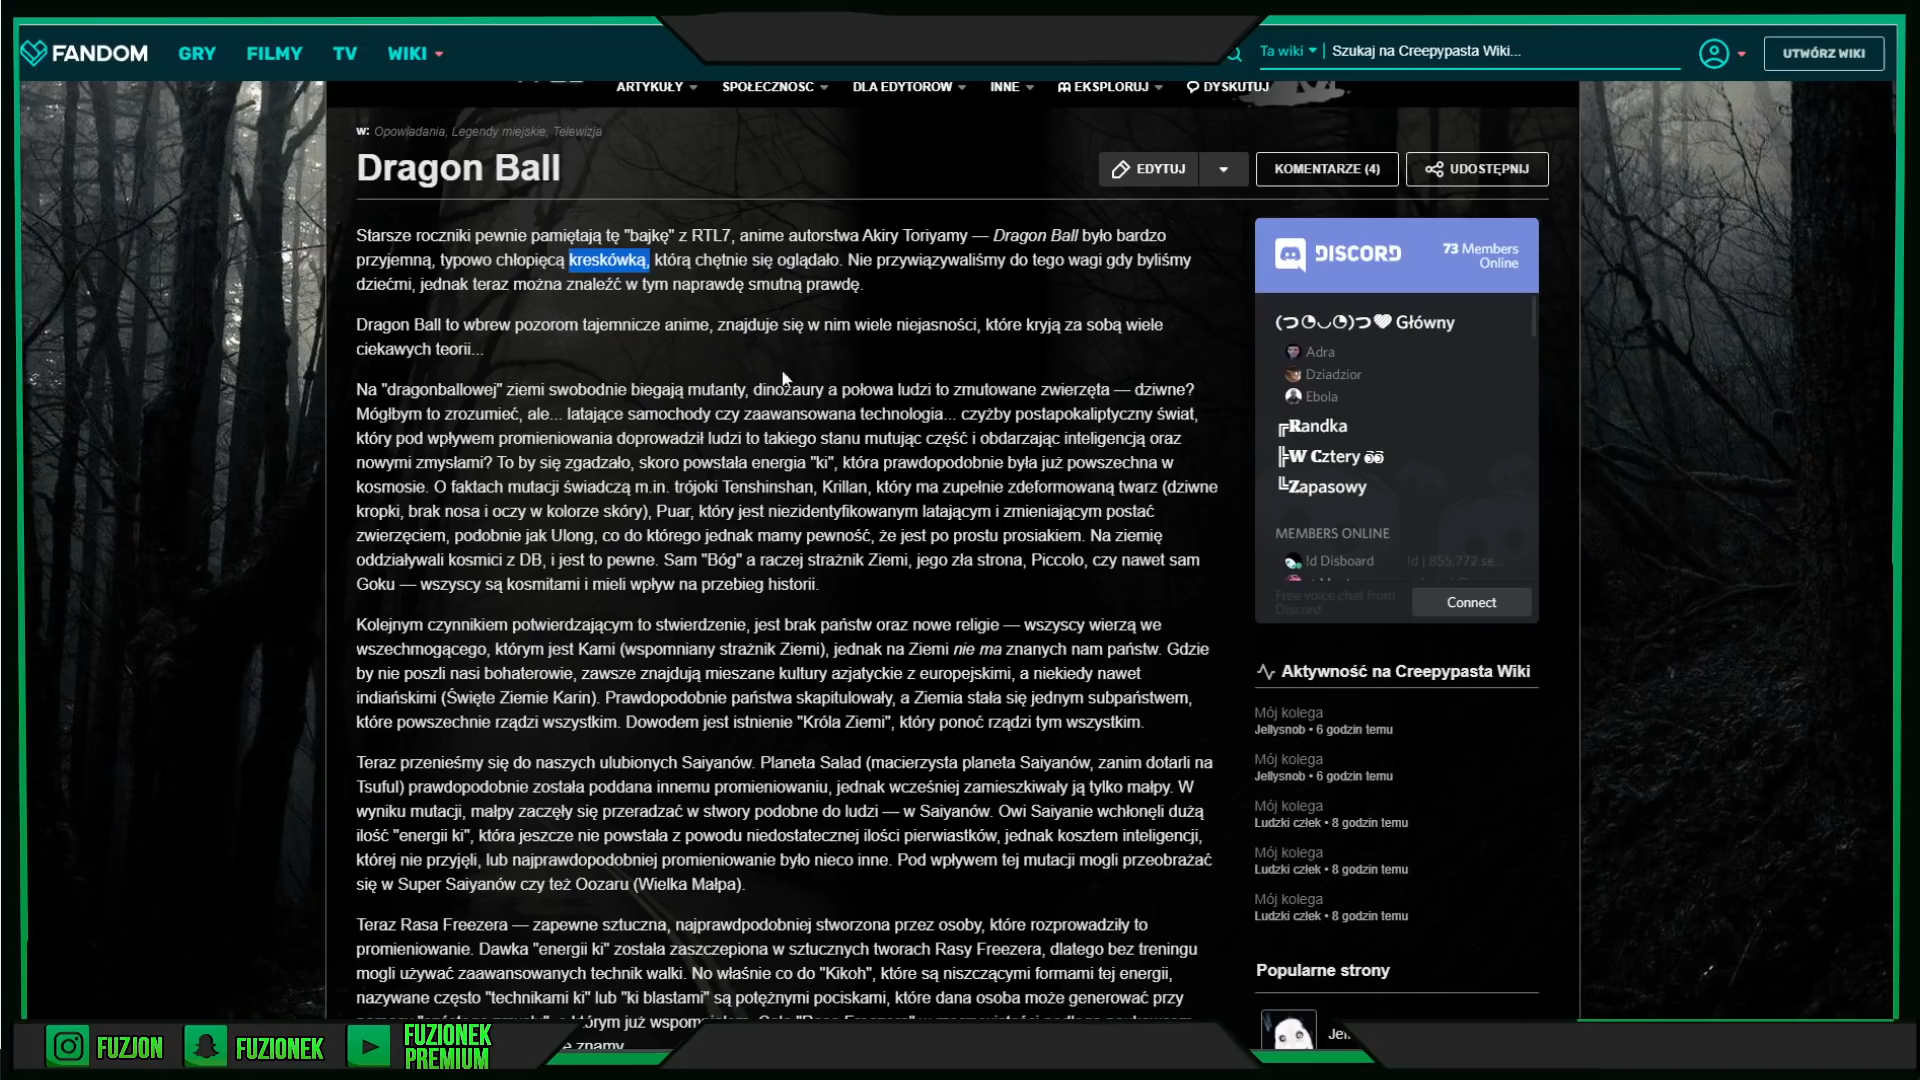 FANDOM GRY FILMY TV WIKI
Ta wiki Szukaj na Creepypasta Wiki...
UTWÓRZ WIKI
ARTYKUŁY SPOŁECZNOŚĆ DLA EDYTORÓW INNE EKSPLORUJ DYSKUTUJ
w: Opowiadania, Legendy miejskie, Telewizja
Dragon Ball
EDYTUJ
KOMENTARZE (4)
UDOSTĘPNIJ
Starsze roczniki pewnie pamiętają tę "bajkę" z RTL7, anime autorstwa Akiry Toriyamy — Dragon Ball było bardzo
przyjemną, typowo chłopięcą kreskówką, którą chętnie się oglądało. Nie przywiązywaliśmy do tego wagi gdy byliśmy
dziećmi, jednak teraz można znaleźć w tym naprawdę smutną prawdę.
Dragon Ball to wbrew pozorom tajemnicze anime, znajduje się w nim wiele niejasności, które kryją za sobą wiele
ciekawych teorii...
Na "dragonballowej" ziemi swobodnie biegają mutanty, dinozaury a połowa ludzi to zmutowane zwierzęta — dziwne?
Mógłbym to zrozumieć, ale... latające samochody czy zaawansowana technologia... czyżby postapokaliptyczny świat,
który pod wpływem promieniowania doprowadził ludzi to takiego stanu mutując część i obdarzając inteligencją oraz
nowymi zmysłami? To by się zgadzało, skoro powstała energia "ki", która prawdopodobnie była już powszechna w
kosmosie. O faktach mutacji świadczą m.in. trójoki Tenshinshan, Krillan, który ma zupełnie zdeformowaną twarz (dziwne
kropki, brak nosa i oczy w kolorze skóry), Puar, który jest niezidentyfikowanym latającym i zmieniającym postać
zwierzęciem, podobnie jak Ulong, co do którego jednak mamy pewność, że jest po prostu prosiakiem. Na ziemię
oddziaływali kosmici z DB, i jest to pewne. Sam "Bóg" a raczej strażnik Ziemi, jego zła strona, Piccolo, czy nawet sam
Goku — wszyscy są kosmitami i mieli wpływ na przebieg historii.
Kolejnym czynnikiem potwierdzającym to stwierdzenie, jest brak państw oraz nowe religie — wszyscy wierzą we
wszechmogącego, którym jest Kami (wspomniany strażnik Ziemi), jednak na Ziemi nie ma znanych nam państw. Gdzie
by nie poszli nasi bohaterowie, zawsze znajdują mieszane kultury azjatyckie z europejskimi, a niekiedy nawet
indiańskimi (Święte Ziemie Karin). Prawdopodobnie państwa skapitulowały, a Ziemia stała się jednym subpaństwem,
które powszechnie rządzi wszystkim. Dowodem jest istnienie "Króla Ziemi", który ponoć rządzi tym wszystkim.
Teraz przenieśmy się do naszych ulubionych Saiyanów. Planeta Salad (macierzysta planeta Saiyanów, zanim dotarli na
Tsuful) prawdopodobnie została poddana innemu promieniowaniu, jednak wcześniej zamieszkiwały ją tylko małpy. W
wyniku mutacji, małpy zaczęły się przeradzać w stwory podobne do ludzi — w Saiyanów. Owi Saiyanie wchłonęli dużą
ilość "energii ki", która jeszcze nie powstała z powodu niedostatecznej ilości pierwiastków, jednak kosztem inteligencji,
której nie przyjęli, lub najprawdopodobniej promieniowanie było nieco inne. Pod wpływem tej mutacji mogli przeobrażać
się w Super Saiyanów czy też Oozaru (Wielka Małpa).
Teraz Rasa Freezera — zapewne sztuczna, najprawdpodobniej stworzona przez osoby, które rozprowadziły to
promieniowanie. Dawka "energii ki" została zaszczepiona w sztucznych tworach Rasy Freezera, dlatego bez treningu
mogli używać zaawansowanych technik walki. No właśnie co do "Kikoh", które są niszczącymi formami tej energii,
nazywane często "technikami ki" lub "ki blastami" są potężnymi pociskami, które dana osoba może generować przy
DISCORD
73 Members
Online
(つ◔◡◔)つ♥ Główny
Adra
Dziadzior
Ebola
╔Randka
╠W Cztery 👀
╚Zapasowy
MEMBERS ONLINE
!d Disboard !d | 855,772 se...
Free voice chat from
Discord
Connect
Aktywność na Creepypasta Wiki
Mój kolega
Jellysnob • 6 godzin temu
Mój kolega
Jellysnob • 6 godzin temu
Mój kolega
Ludzki człek • 8 godzin temu
Mój kolega
Ludzki człek • 8 godzin temu
Mój kolega
Ludzki człek • 8 godzin temu
Popularne strony
FUZJON
FUZIONEK
FUZIONEK
PREMIUM